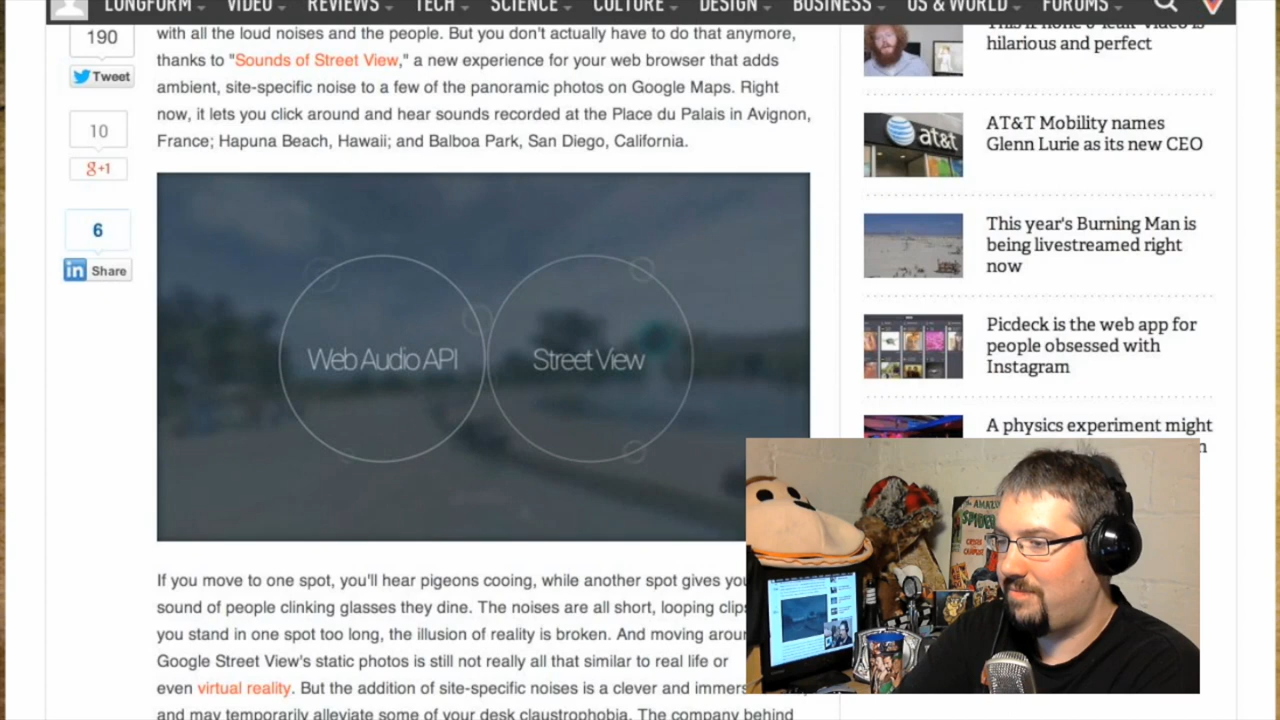 LONGFORM VIDEO REVIEWS TECH SCIENCE CULTURE DESIGN BUSINESS US & WORLD FORUMS
190
Tweet
10
g+1
6
in Share
with all the loud noises and the people. But you don't actually have to do that anymore,
thanks to "Sounds of Street View," a new experience for your web browser that adds
ambient, site-specific noise to a few of the panoramic photos on Google Maps. Right
now, it lets you click around and hear sounds recorded at the Place du Palais in Avignon,
France; Hapuna Beach, Hawaii; and Balboa Park, San Diego, California.
Web Audio API
Street View
If you move to one spot, you'll hear pigeons cooing, while another spot gives you
sound of people clinking glasses they dine. The noises are all short, looping clips
you stand in one spot too long, the illusion of reality is broken. And moving arou
Google Street View's static photos is still not really all that similar to real life or
even virtual reality. But the addition of site-specific noises is a clever and immers
and may temporarily alleviate some of your desk claustrophobia. The company behind
hilarious and perfect
at&t
AT&T Mobility names
Glenn Lurie as its new CEO
This year's Burning Man is
being livestreamed right
now
Picdeck is the web app for
people obsessed with
Instagram
A physics experiment might
AMAZ
SPIDER